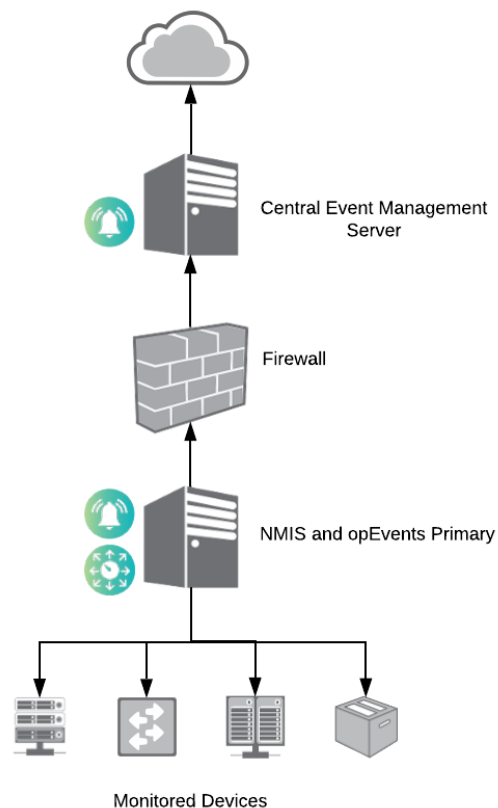 Central Event Management
Server
Firewall
NMIS and opEvents Primary
Monitored Devices